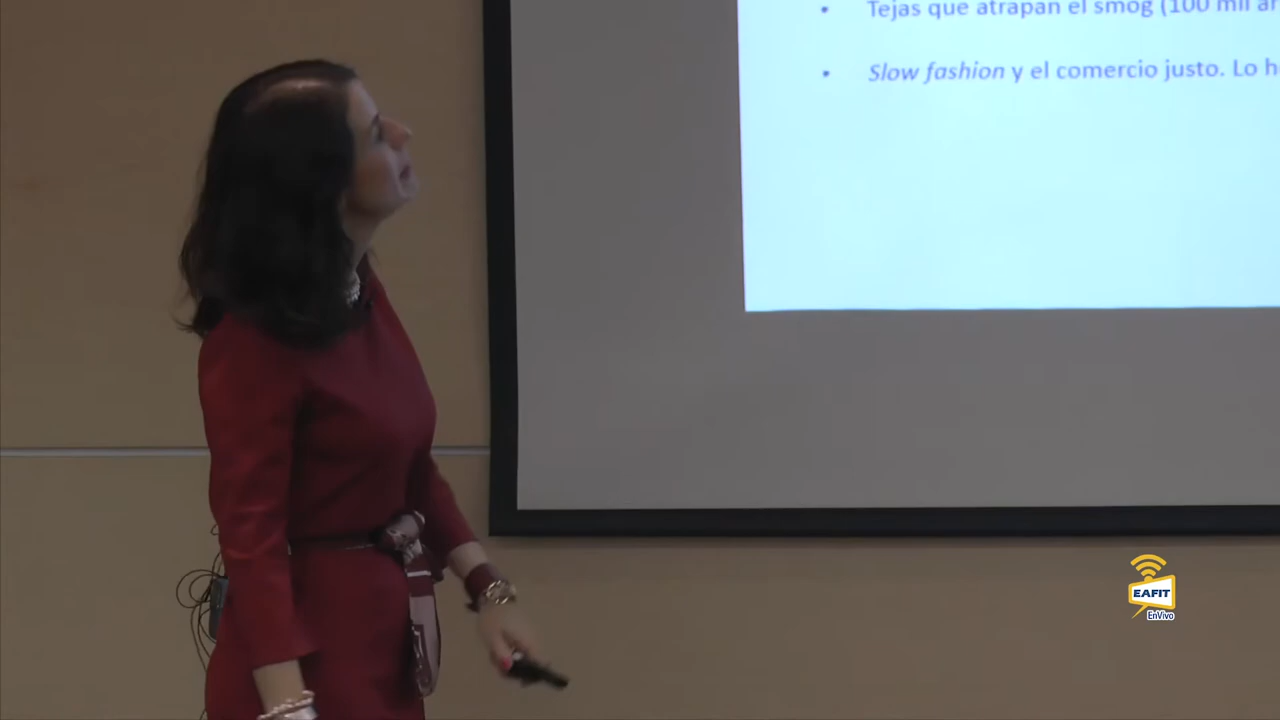 • Tejas que atrapan el smog (100 mil
• Slow fashion y el comercio justo. Lo
EAFIT
EnVivo